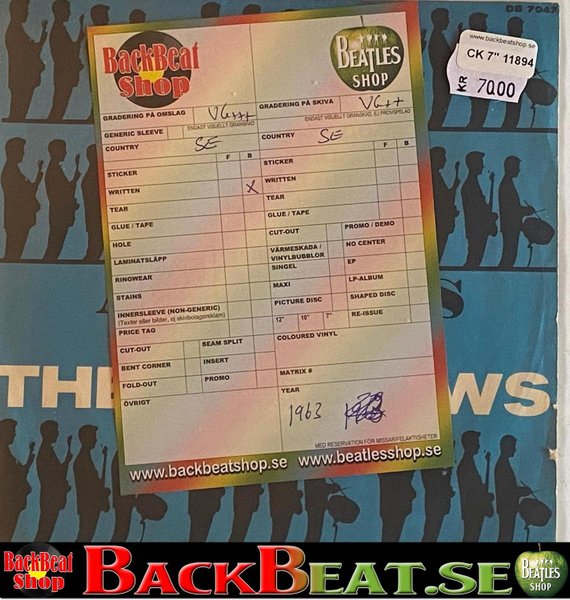 DB 7047
www.backbeatshop.se
CK 7" 11894
KR 7000
BackBeat
Shop
BEATLES
SHOP
GRADERING PÅ OMSLAG VG+++
ENDAST VISUELLT GRANSKAD
GRADERING PÅ SKIVA VG++
ENDAST VISUELLT GRANSKAD, EJ PROVSPELAD
GENERIC SLEEVE
COUNTRY SE
F B
STICKER
WRITTEN X
TEAR
GLUE / TAPE
HOLE
LAMINATSLÄPP
RINGWEAR
STAINS
INNERSLEEVE (NON-GENERIC)
(Texter eller bilder, ej skivbolagsreklam)
PRICE TAG
CUT-OUT SEAM SPLIT
BENT CORNER INSERT
FOLD-OUT PROMO
ÖVRIGT
COUNTRY SE
F B
STICKER
WRITTEN
TEAR
GLUE / TAPE
CUT-OUT PROMO / DEMO
VÄRMESKADA / NO CENTER
VINYLBUBBLOR
SINGEL EP
MAXI LP-ALBUM
PICTURE DISC SHAPED DISC
12" 10" 7" RE-ISSUE
COLOURED VINYL
MATRIX #
YEAR
1963
MED RESERVATION FÖR MISSAR/FELAKTIGHETER
www.backbeatshop.se www.beatlesshop.se
S
THE WS
BackBeat
Shop
BACKBEAT.SE
BEATLES
SHOP